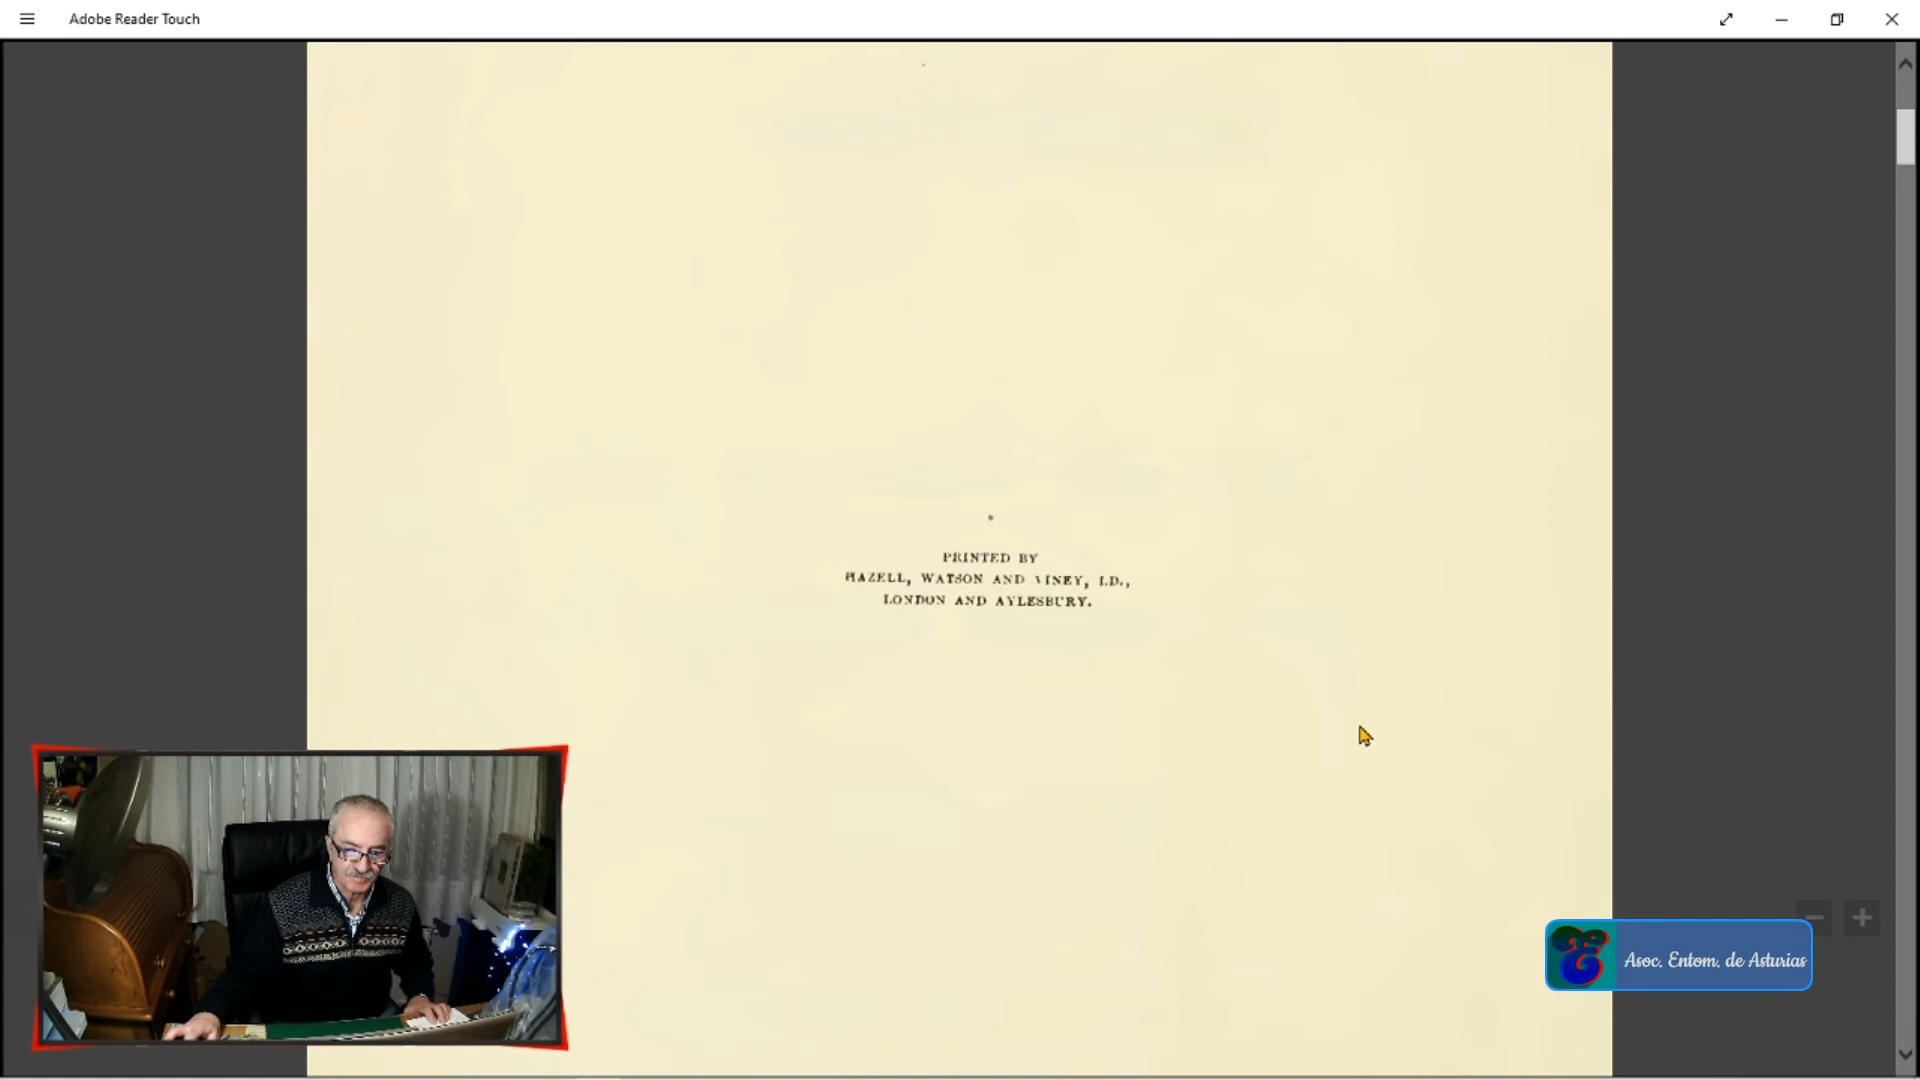 Adobe Reader Touch
PRINTED BY
HAZELL, WATSON AND VINEY, LD.,
LONDON AND AYLESBURY.
Asoc. Entom. de Asturias